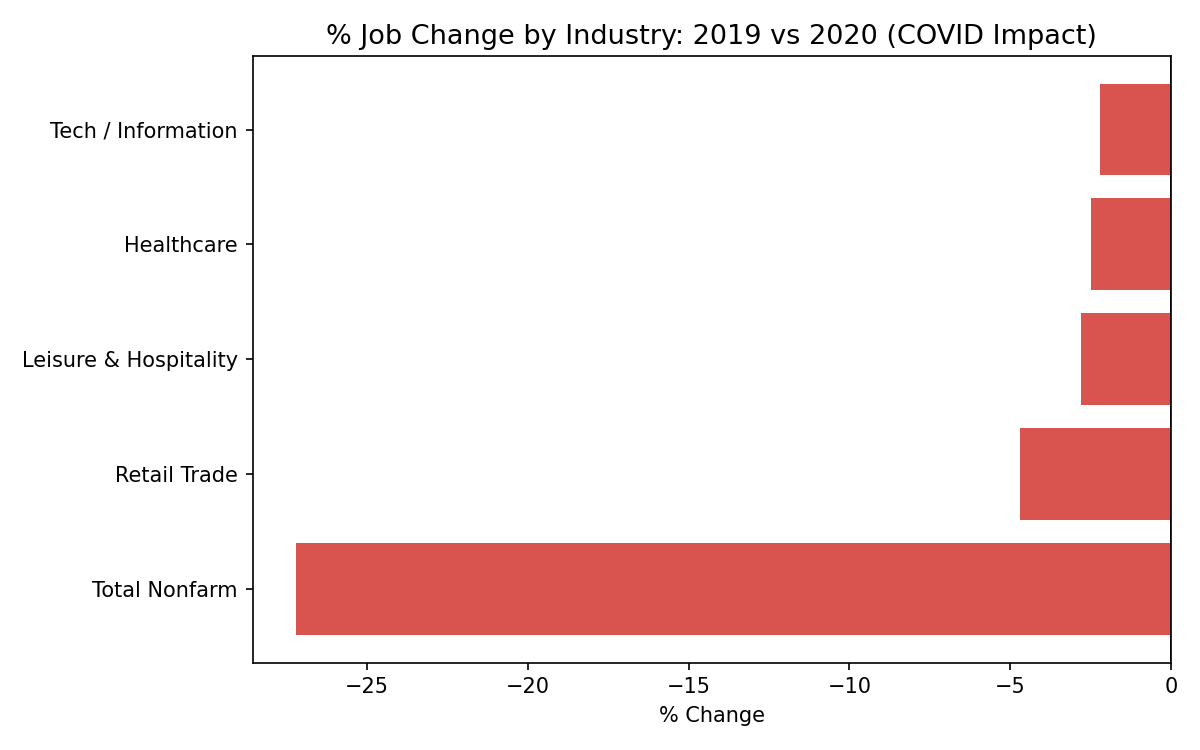 % Job Change by Industry: 2019 vs 2020 (COVID Impact)
Tech / Information
Healthcare
Leisure & Hospitality
Retail Trade
Total Nonfarm
−25 −20 −15 −10 −5 0
% Change